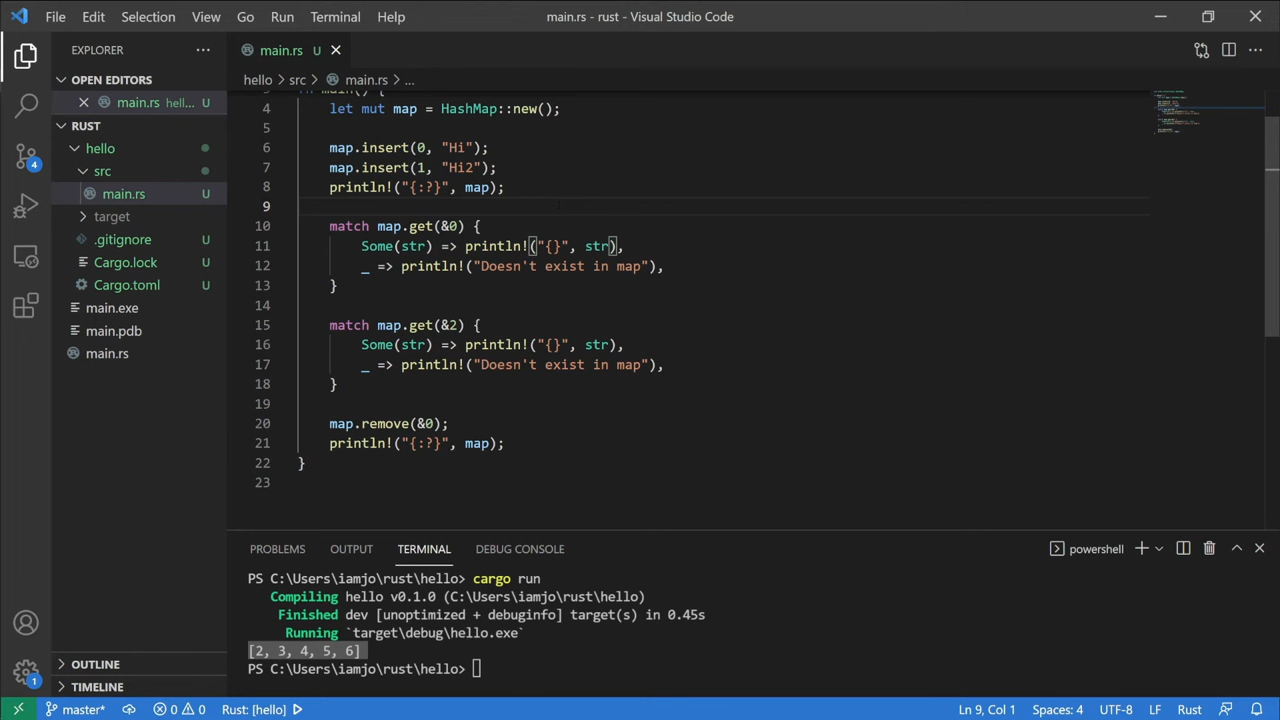 File Edit Selection View Go Run Terminal Help main.rs - rust - Visual Studio Code
EXPLORER
OPEN EDITORS
main.rs hell... U
RUST
hello
src
main.rs U
target
.gitignore U
Cargo.lock U
Cargo.toml U
main.exe
main.pdb
main.rs
OUTLINE
TIMELINE
4
1
main.rs U
hello > src > main.rs > ...
fn main() {
4 let mut map = HashMap::new();
5
6 map.insert(0, "Hi");
7 map.insert(1, "Hi2");
8 println!("{:?}", map);
9
10 match map.get(&0) {
11 Some(str) => println!("{}", str),
12 _ => println!("Doesn't exist in map"),
13 }
14
15 match map.get(&2) {
16 Some(str) => println!("{}", str),
17 _ => println!("Doesn't exist in map"),
18 }
19
20 map.remove(&0);
21 println!("{:?}", map);
22 }
23
PROBLEMS OUTPUT TERMINAL DEBUG CONSOLE powershell
PS C:\Users\iamjo\rust\hello> cargo run
Compiling hello v0.1.0 (C:\Users\iamjo\rust\hello)
Finished dev [unoptimized + debuginfo] target(s) in 0.45s
Running `target\debug\hello.exe`
[2, 3, 4, 5, 6]
PS C:\Users\iamjo\rust\hello>
master* 0 0 Rust: [hello] Ln 9, Col 1 Spaces: 4 UTF-8 LF Rust